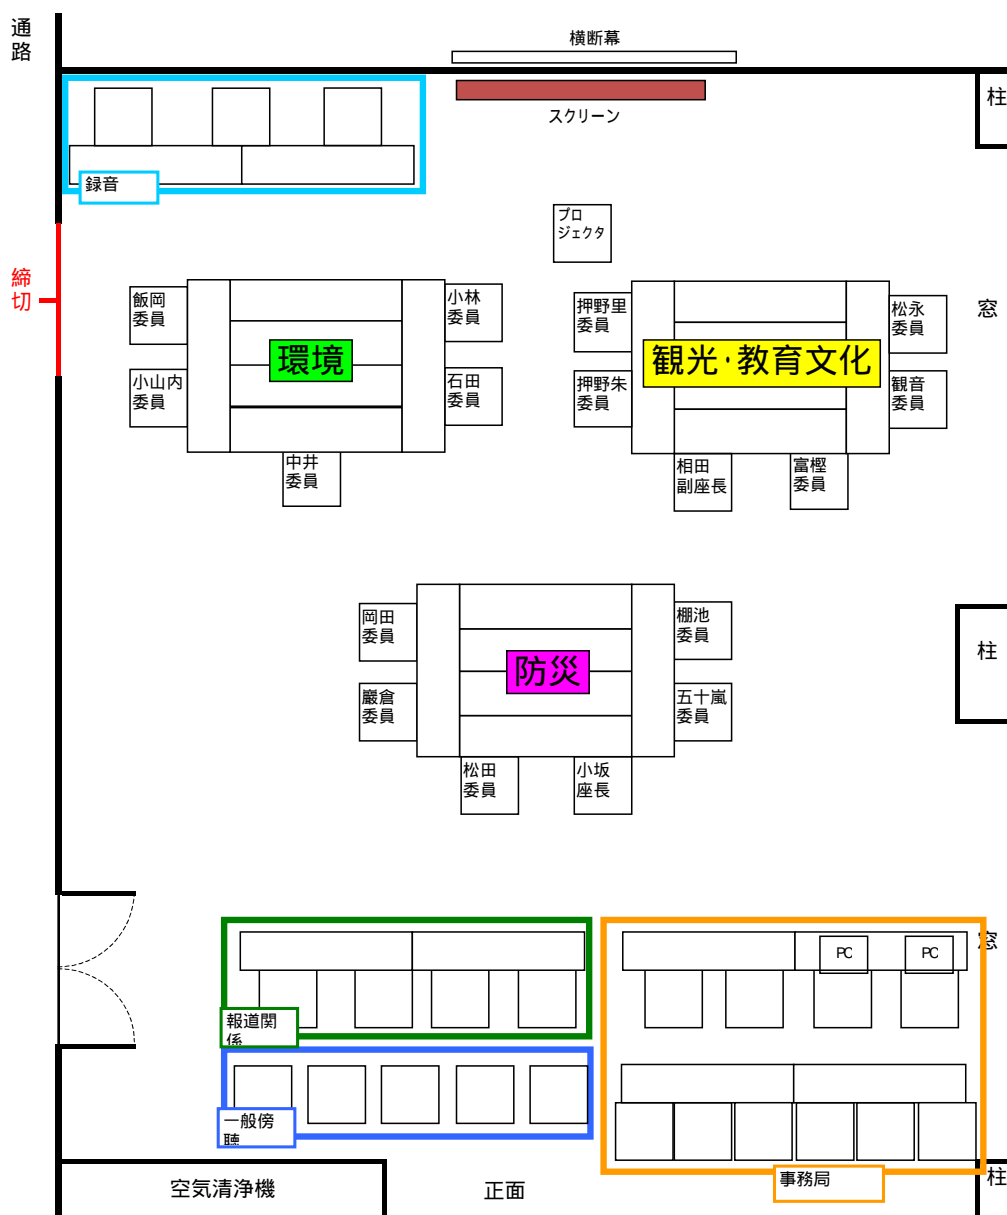 通
路
横断幕
スクリーン
柱
録音
プロ
ジェクタ
締
切
飯岡
委員
小林
委員
小山内
委員
石田
委員
中井
委員
環境
押野里
委員
松永
委員
押野朱
委員
観音
委員
相田
副座長
富樫
委員
観光・教育文化
窓
岡田
委員
棚池
委員
巖倉
委員
五十嵐
委員
松田
委員
小坂
座長
防災
柱
窓
PC
PC
報道関
係
一般傍
聴
事務局
空気清浄機
正面
柱